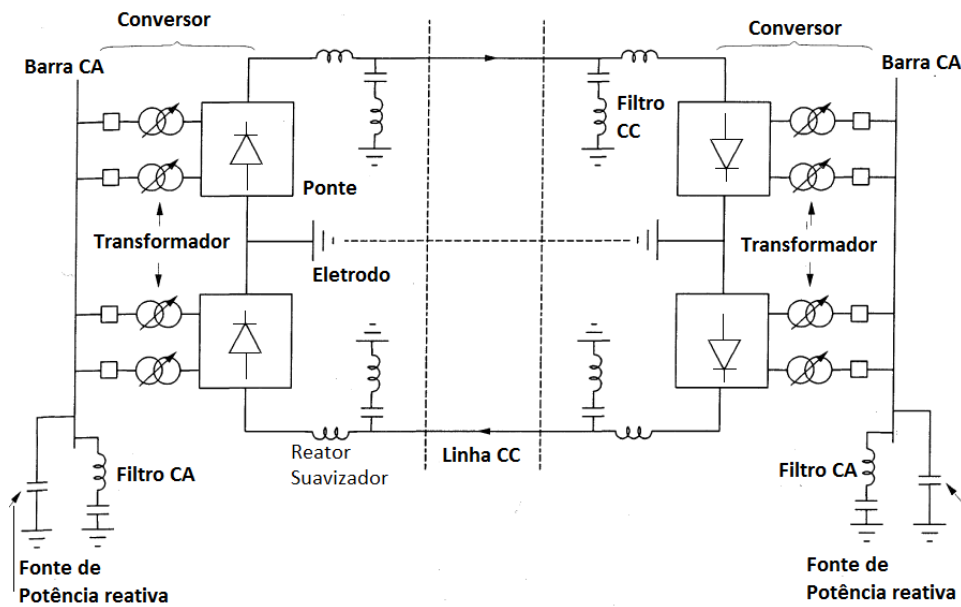 Conversor
Barra CA
Conversor
Barra CA
Filtro
CC
Ponte
Transformador
Eletrodo
Transformador
Reator
Suavizador
Linha CC
Filtro CA
Filtro CA
Fonte de
Potência reativa
Fonte de
Potência reativa